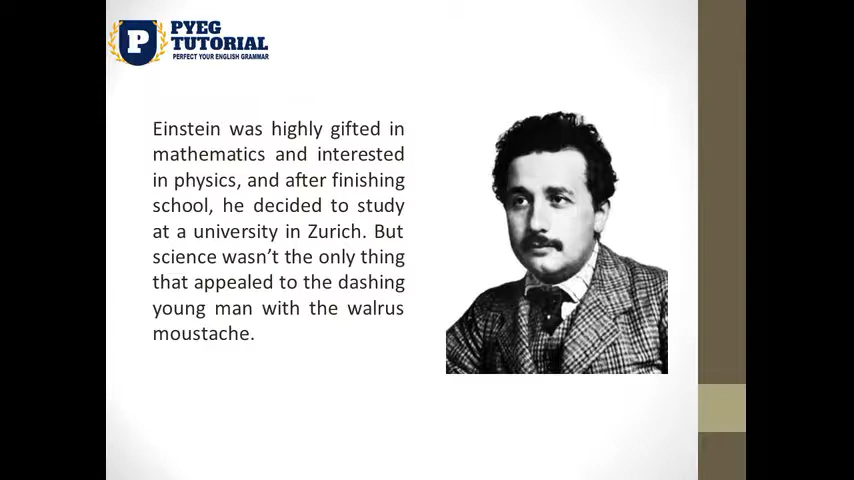 P
PYEG
TUTORIAL
PERFECT YOUR ENGLISH GRAMMAR
Einstein was highly gifted in
mathematics and interested
in physics, and after finishing
school, he decided to study
at a university in Zurich. But
science wasn’t the only thing
that appealed to the dashing
young man with the walrus
moustache.